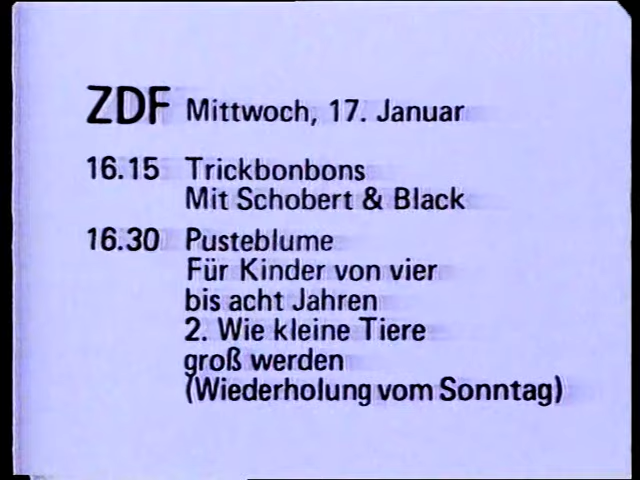 ZDF Mittwoch, 17. Januar
16.15 Trickbonbons
Mit Schobert & Black
16.30 Pusteblume
Für Kinder von vier
bis acht Jahren
2. Wie kleine Tiere
groß werden
(Wiederholung vom Sonntag)